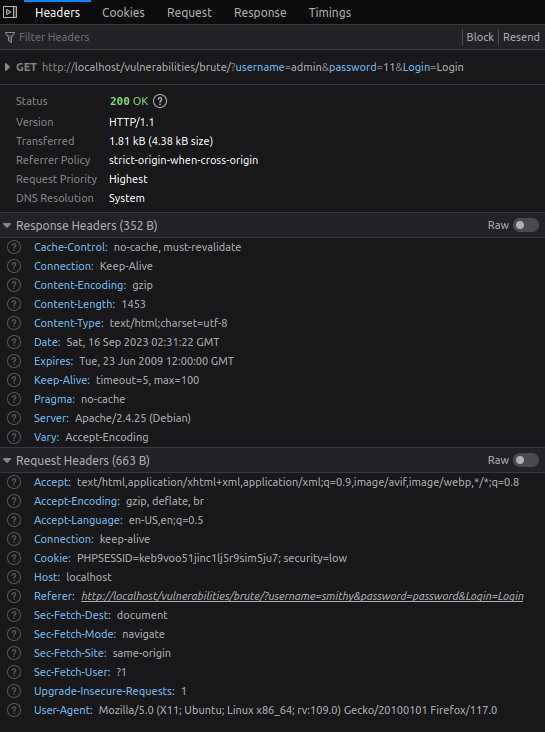 Headers Cookies Request Response Timings
Filter Headers Block Resend
GET http://localhost/vulnerabilities/brute/?username=admin&password=11&Login=Login
Status 200 OK ?
Version HTTP/1.1
Transferred 1.81 kB (4.38 kB size)
Referrer Policy strict-origin-when-cross-origin
Request Priority Highest
DNS Resolution System
Response Headers (352 B) Raw
? Cache-Control: no-cache, must-revalidate
? Connection: Keep-Alive
? Content-Encoding: gzip
? Content-Length: 1453
? Content-Type: text/html;charset=utf-8
? Date: Sat, 16 Sep 2023 02:31:22 GMT
? Expires: Tue, 23 Jun 2009 12:00:00 GMT
? Keep-Alive: timeout=5, max=100
? Pragma: no-cache
? Server: Apache/2.4.25 (Debian)
? Vary: Accept-Encoding
Request Headers (663 B) Raw
? Accept: text/html,application/xhtml+xml,application/xml;q=0.9,image/avif,image/webp,*/*;q=0.8
? Accept-Encoding: gzip, deflate, br
? Accept-Language: en-US,en;q=0.5
? Connection: keep-alive
? Cookie: PHPSESSID=keb9voo51jinc1lj5r9sim5ju7; security=low
? Host: localhost
? Referer: http://localhost/vulnerabilities/brute/?username=smithy&password=password&Login=Login
? Sec-Fetch-Dest: document
? Sec-Fetch-Mode: navigate
? Sec-Fetch-Site: same-origin
? Sec-Fetch-User: ?1
? Upgrade-Insecure-Requests: 1
? User-Agent: Mozilla/5.0 (X11; Ubuntu; Linux x86_64; rv:109.0) Gecko/20100101 Firefox/117.0